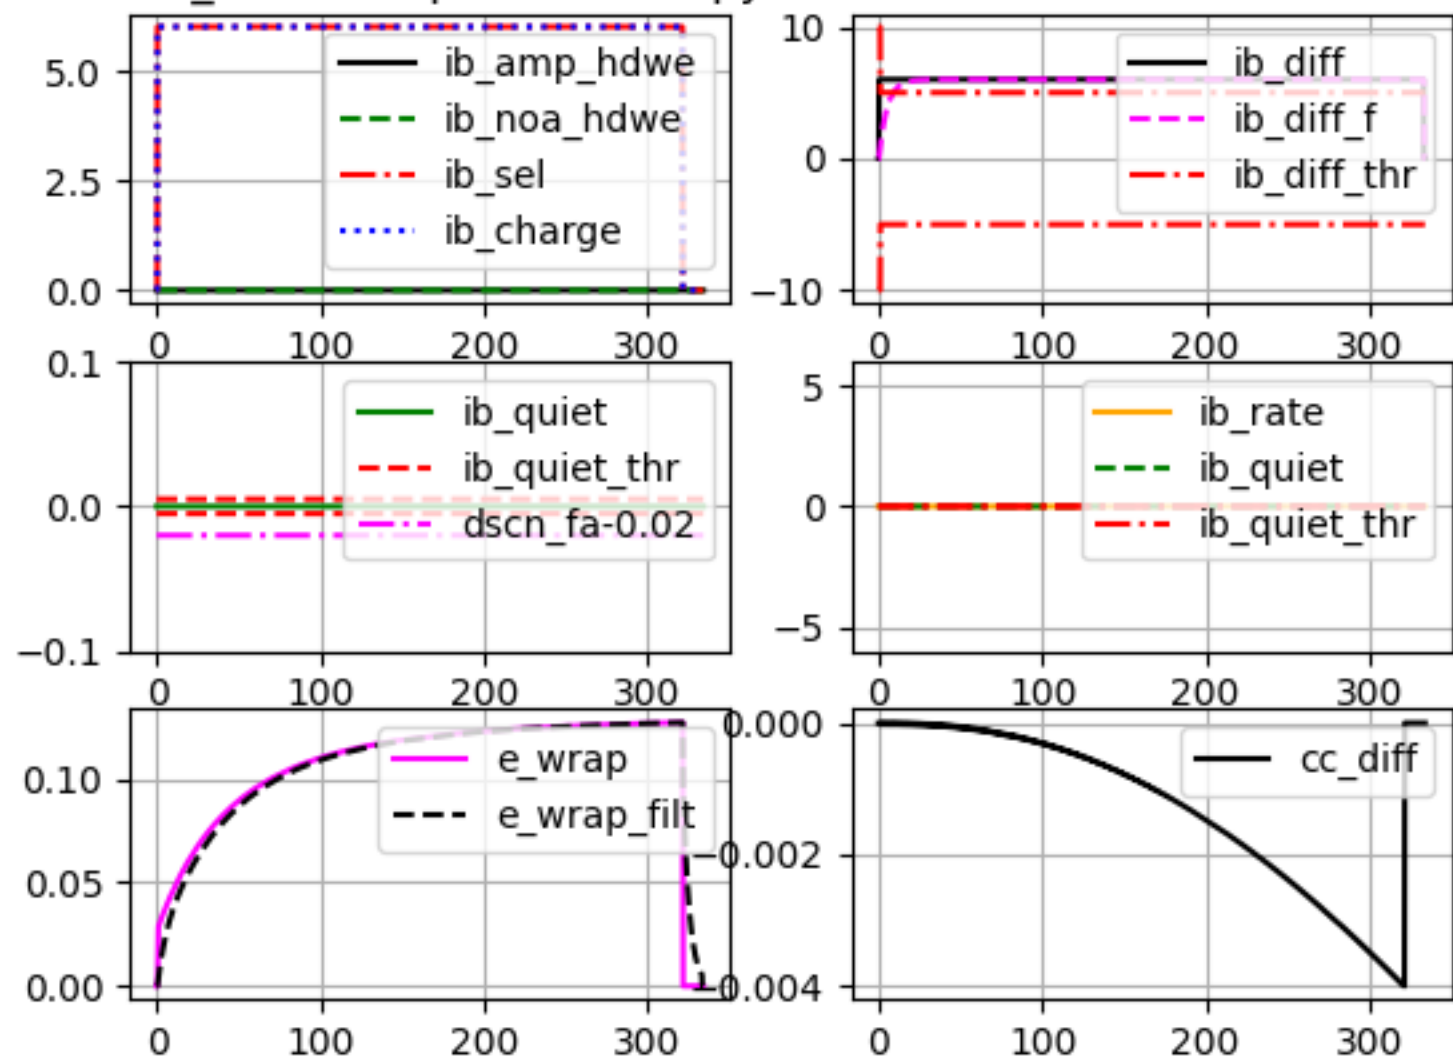 5.0
2.5
0.0
ib_amp_hdwe
ib_noa_hdwe
ib_sel
ib_charge
0 100 200 300
10
0
−10
ib_diff
ib_diff_f
ib_diff_thr
0 100 200 300
0.1
0.0
−0.1
ib_quiet
ib_quiet_thr
dscn_fa-0.02
0 100 200 300
5
0
−5
ib_rate
ib_quiet
ib_quiet_thr
0 100 200 300
0.10
0.05
0.00
e_wrap
e_wrap_filt
0 100 200 300
0.000
−0.002
−0.004
cc_diff
0 100 200 300